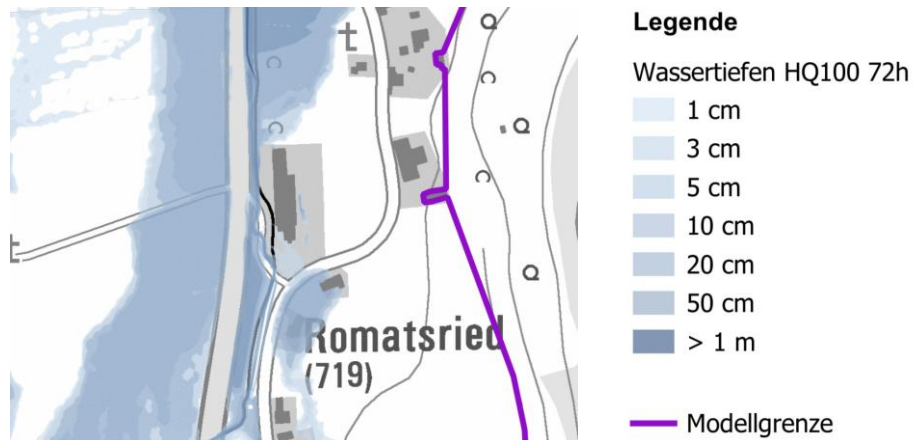 Romatsried
(719)
Legende
Wassertiefen HQ100 72h
1 cm
3 cm
5 cm
10 cm
20 cm
50 cm
> 1 m
Modellgrenze